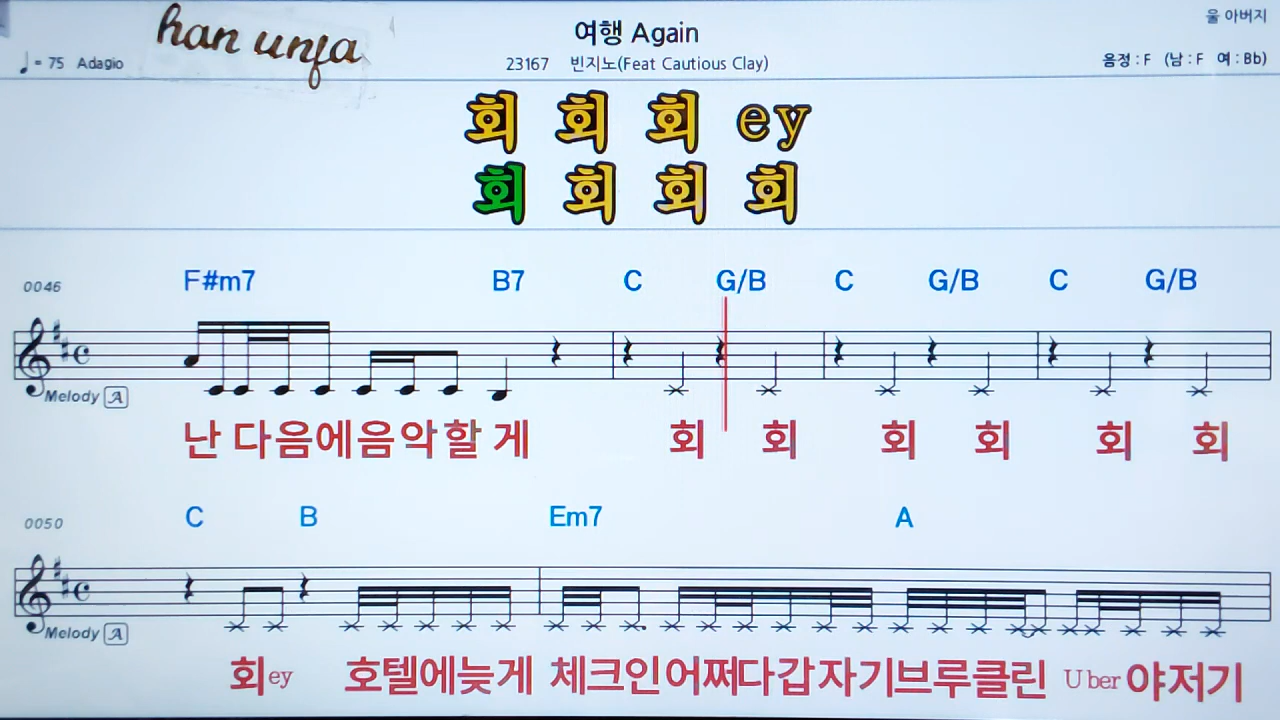 han unja
여행 Again
울 아버지
♩= 75 Adagio
23167 빈지노(Feat Cautious Clay)
음정 : F (남 : F 여 : Bb)
회 회 회 ey
회 회 회 회
0046 F#m7 B7 C G/B C G/B C G/B
Melody A
난 다음에음악할 게 회 회 회 회 회 회
0050 C B Em7 A
Melody A
회ey 호텔에늦게 체크인어쩌다갑자기브루클린 Uber야저기